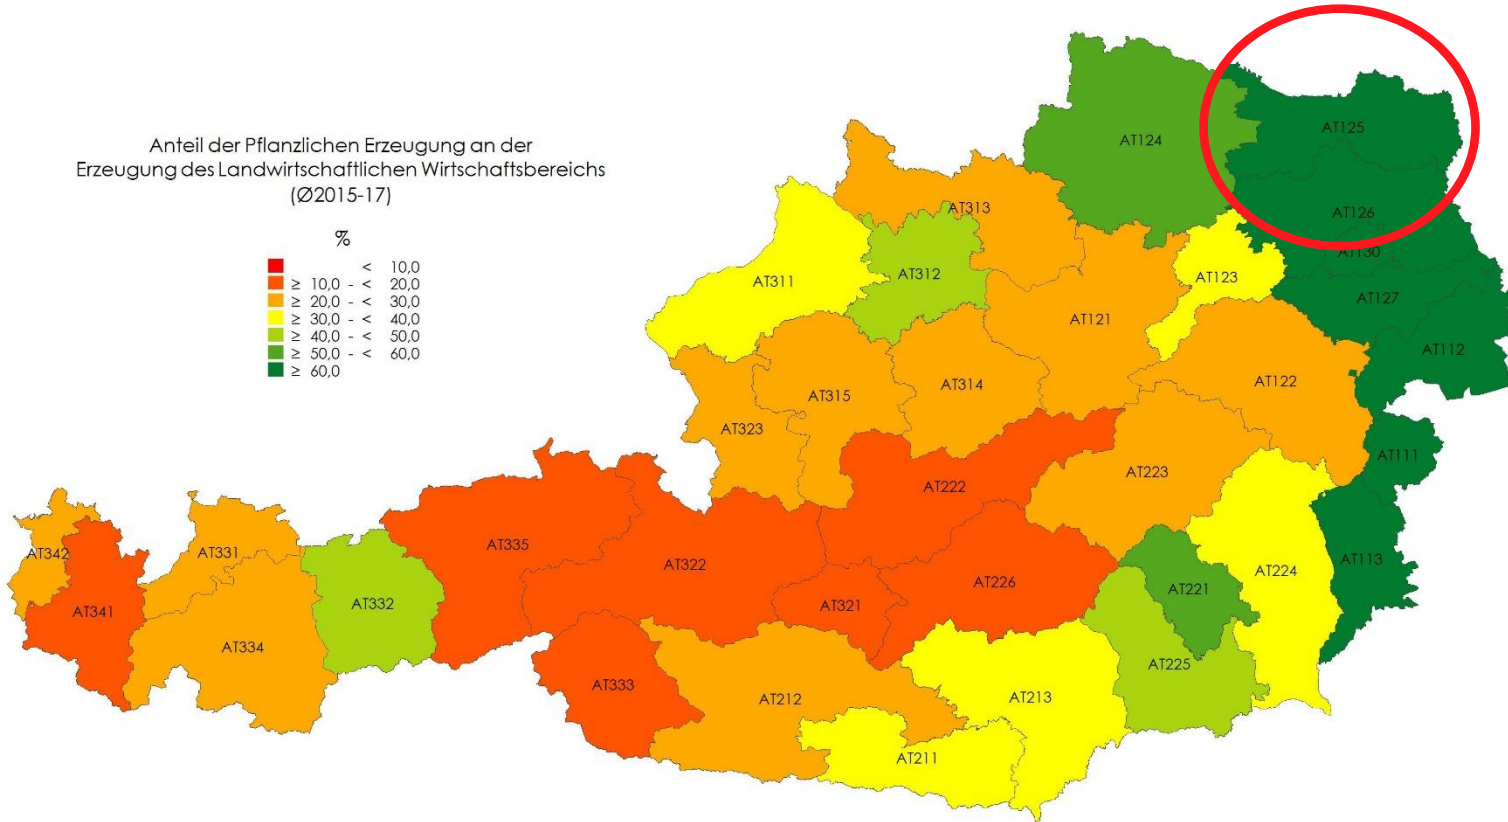 Anteil der Pflanzlichen Erzeugung an der
Erzeugung des Landwirtschaftlichen Wirtschaftsbereichs
(Ø2015-17)
%
< 10,0
≥ 10,0 - < 20,0
≥ 20,0 - < 30,0
≥ 30,0 - < 40,0
≥ 40,0 - < 50,0
≥ 50,0 - < 60,0
≥ 60,0
AT125
AT124
AT313
AT126
AT130
AT312
AT123
AT311
AT127
AT121
AT112
AT122
AT314
AT315
AT323
AT111
AT223
AT222
AT335
AT342
AT331
AT322
AT113
AT224
AT226
AT221
AT332
AT321
AT341
AT334
AT225
AT333
AT212
AT213
AT211